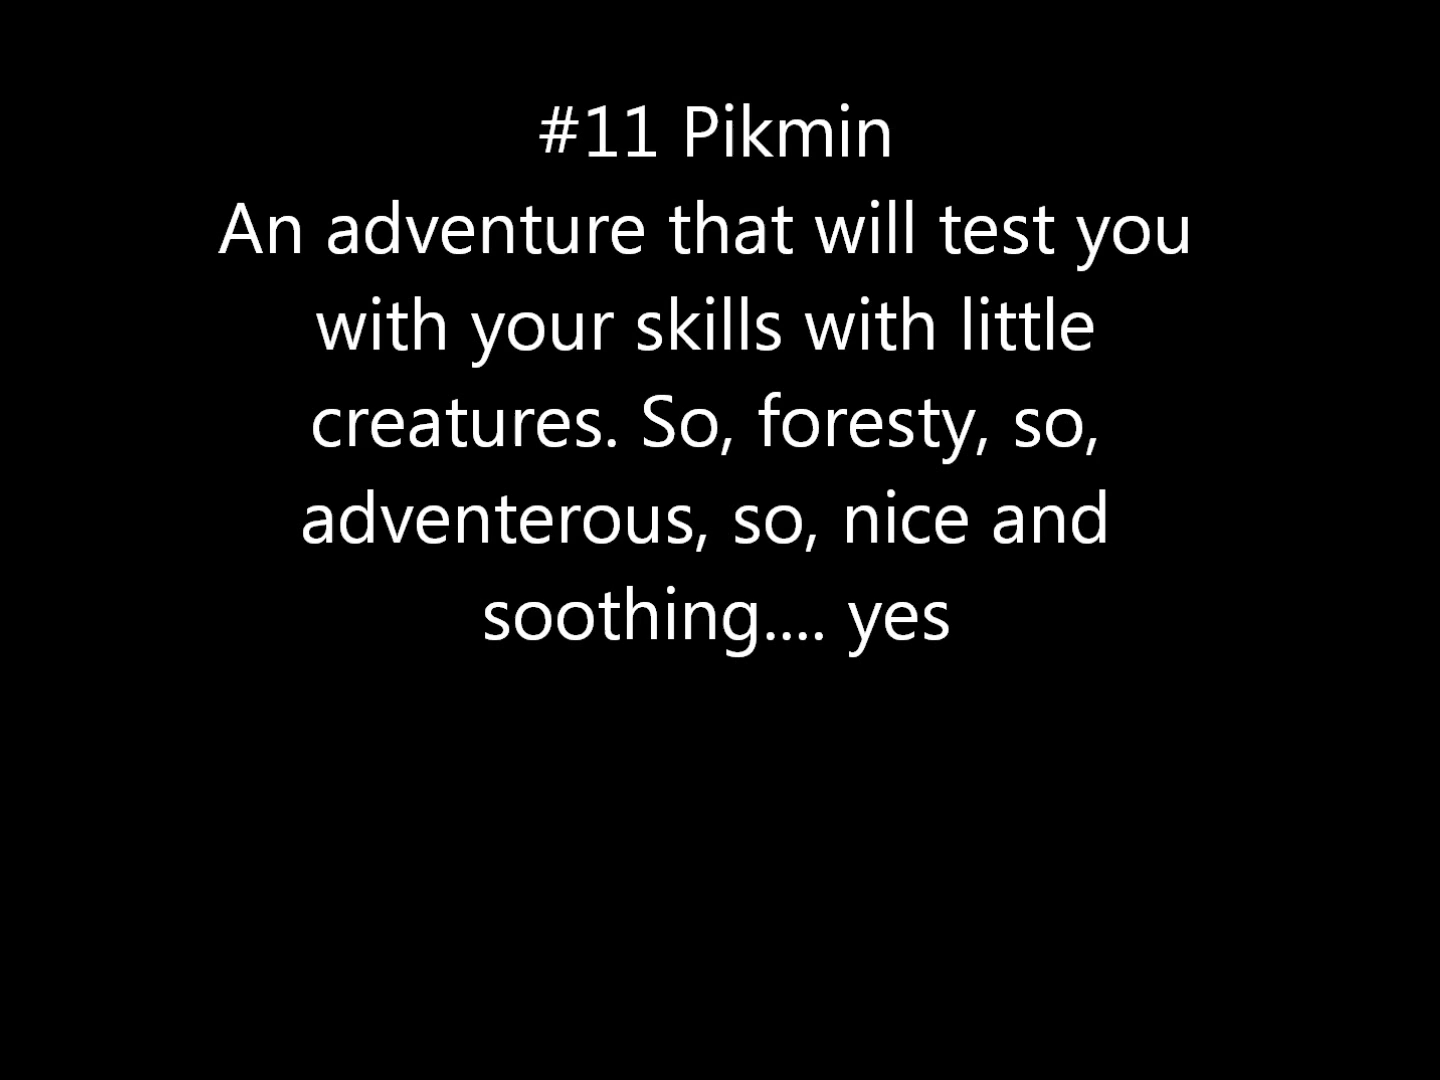 #11 Pikmin
An adventure that will test you
with your skills with little
creatures. So, foresty, so,
adventerous, so, nice and
soothing.... yes